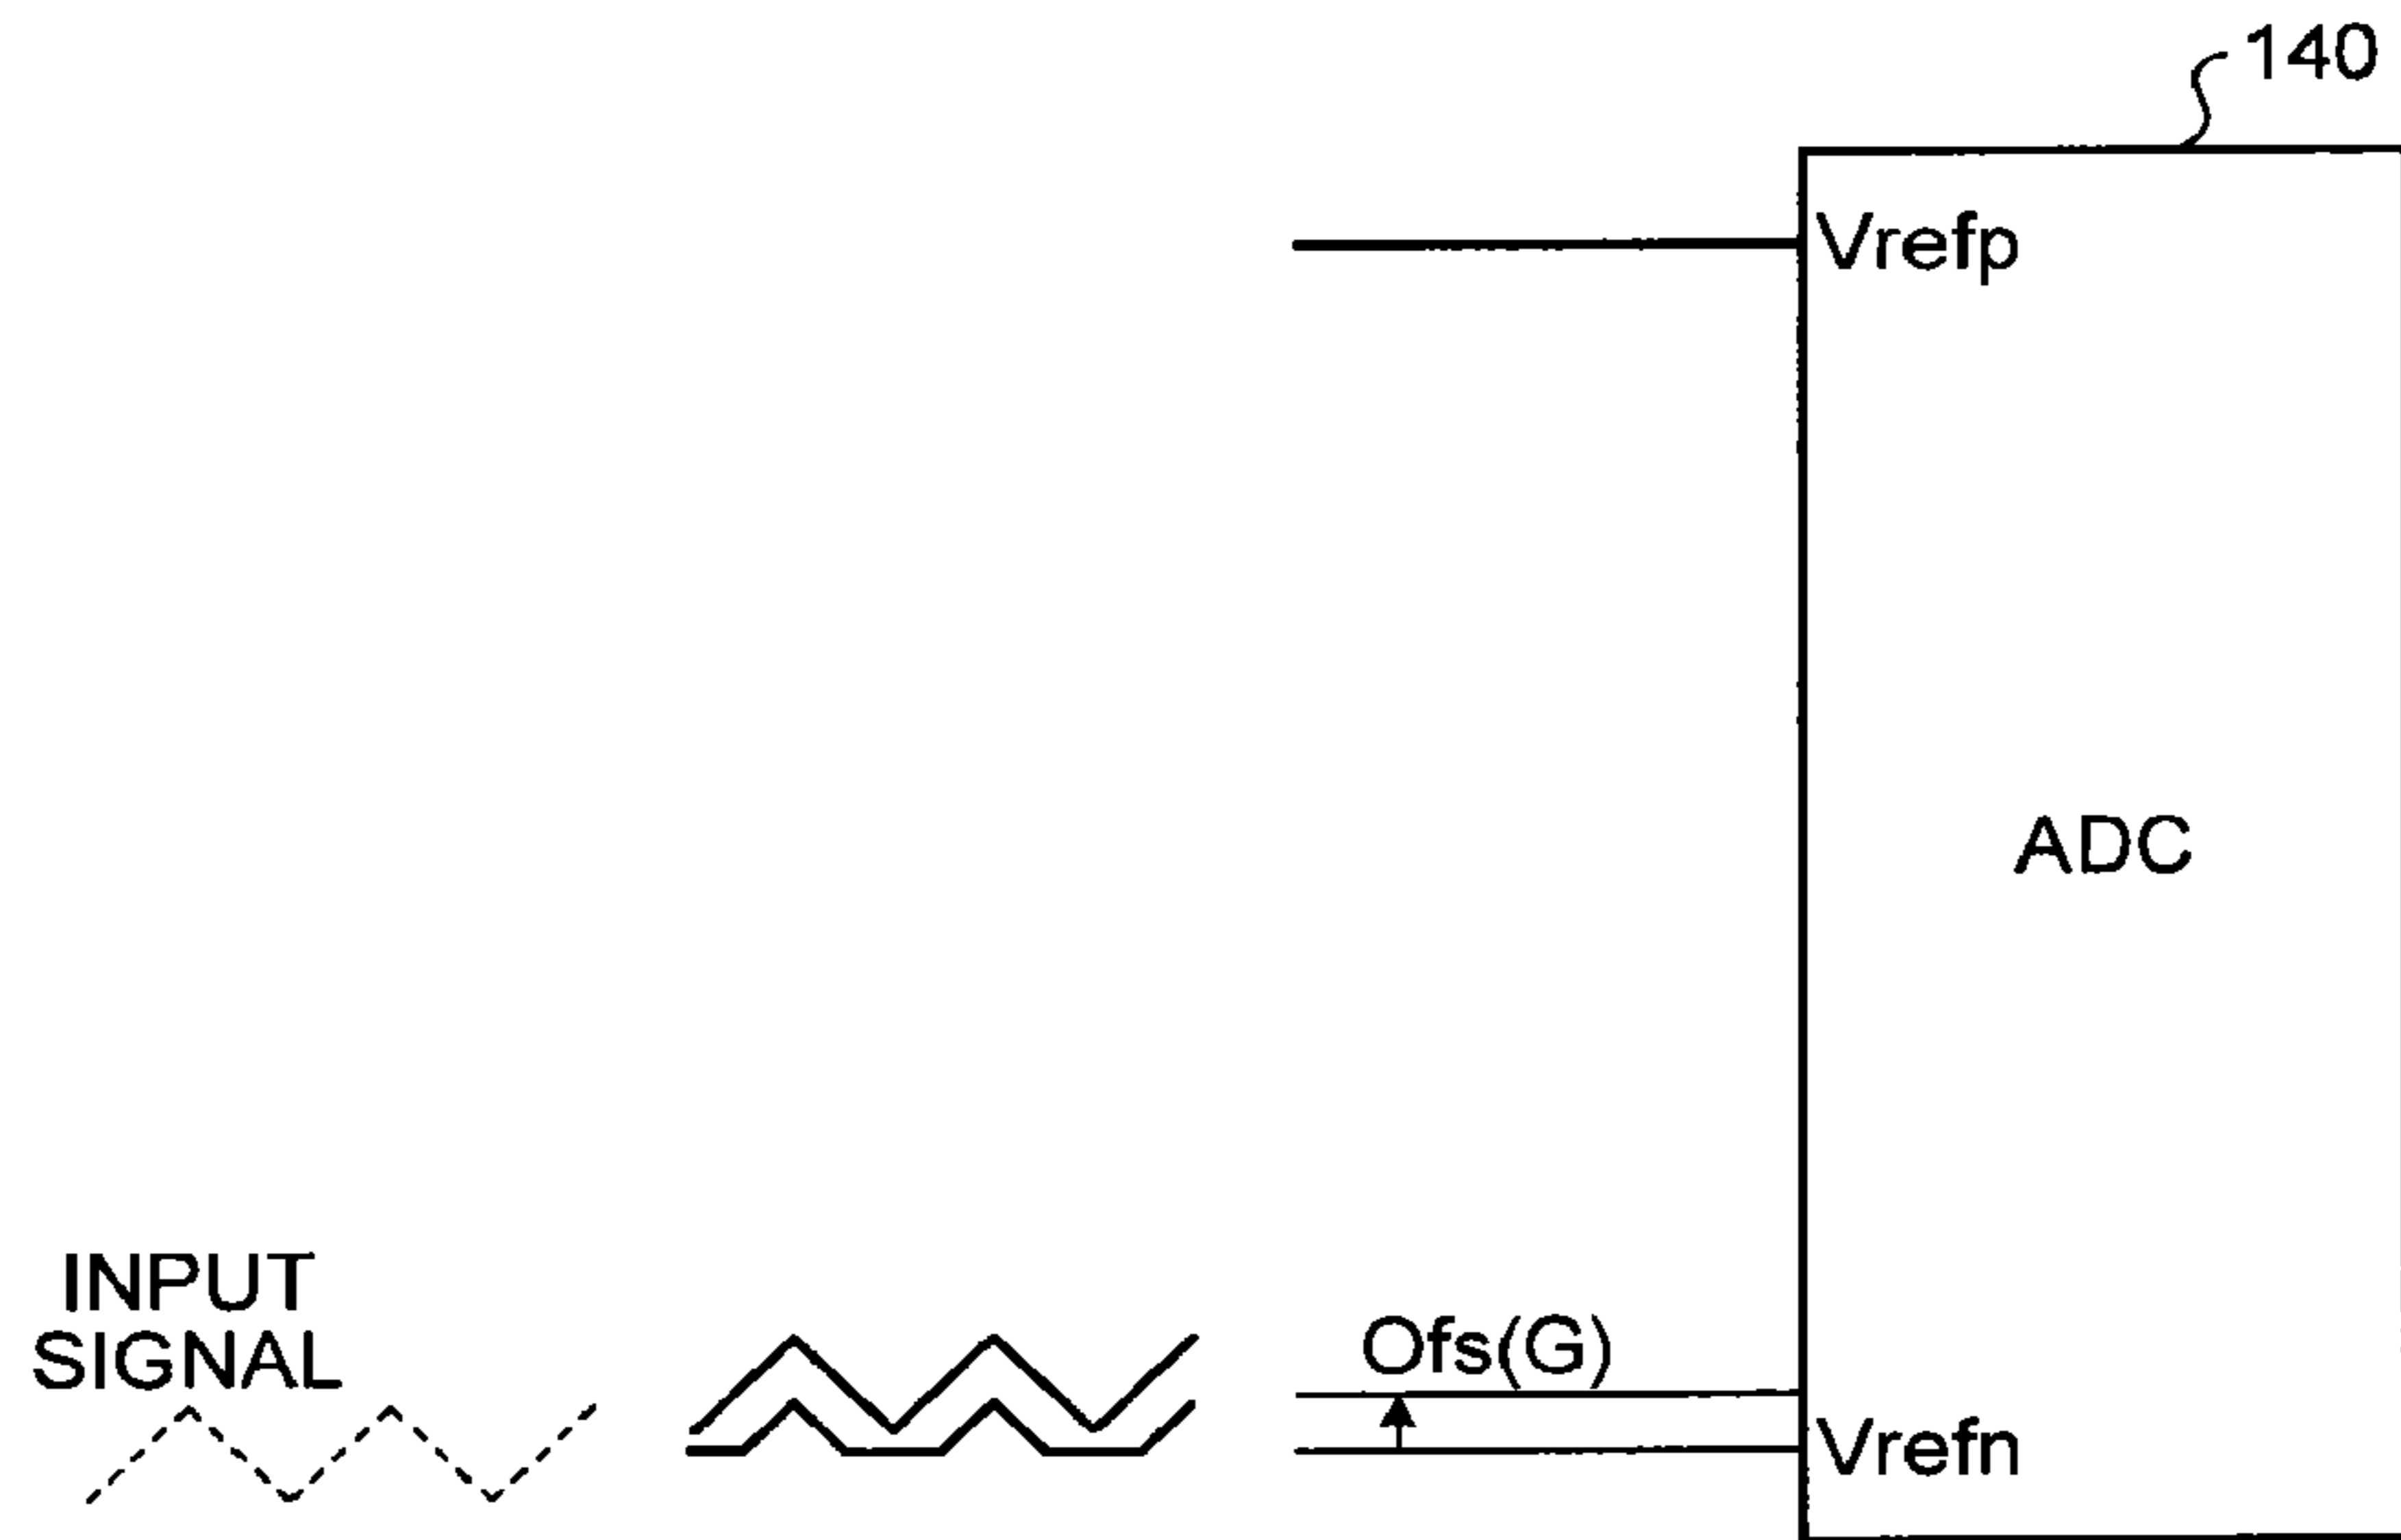 140
Vrefp
ADC
INPUT
SIGNAL
Ofs(G)
Vrefn